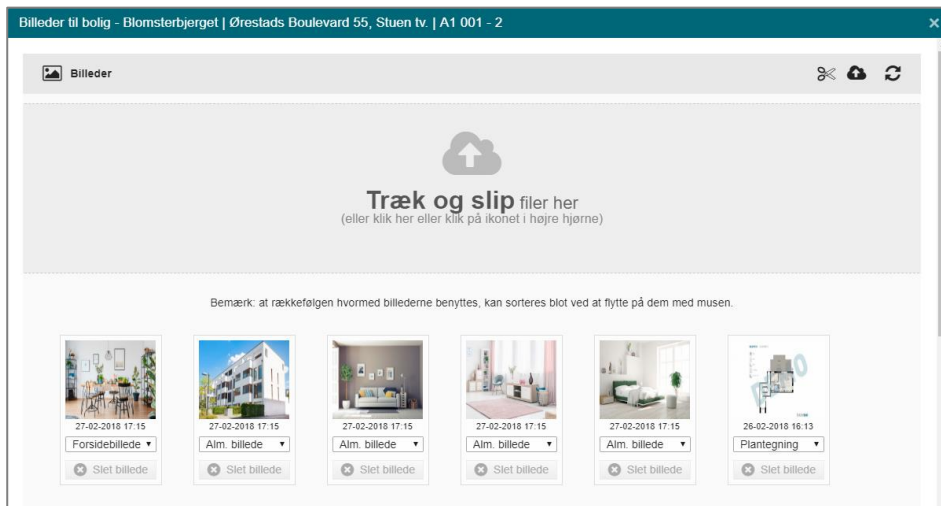 Billeder til bolig - Blomsterbjerget | Ørestads Boulevard 55, Stuen tv. | A1 001 - 2
Billeder
Træk og slip filer her
(eller klik her eller klik på ikonet i højre hjørne)
Bemærk: at rækkefølgen hvormed billederne benyttes, kan sorteres blot ved at flytte på dem med musen.
27-02-2018 17:15 27-02-2018 17:15 27-02-2018 17:15 27-02-2018 17:15 27-02-2018 17:15 26-02-2018 16:13
Forsidebillede Alm. billede Alm. billede Alm. billede Alm. billede Plantegning
Slet billede Slet billede Slet billede Slet billede Slet billede Slet billede